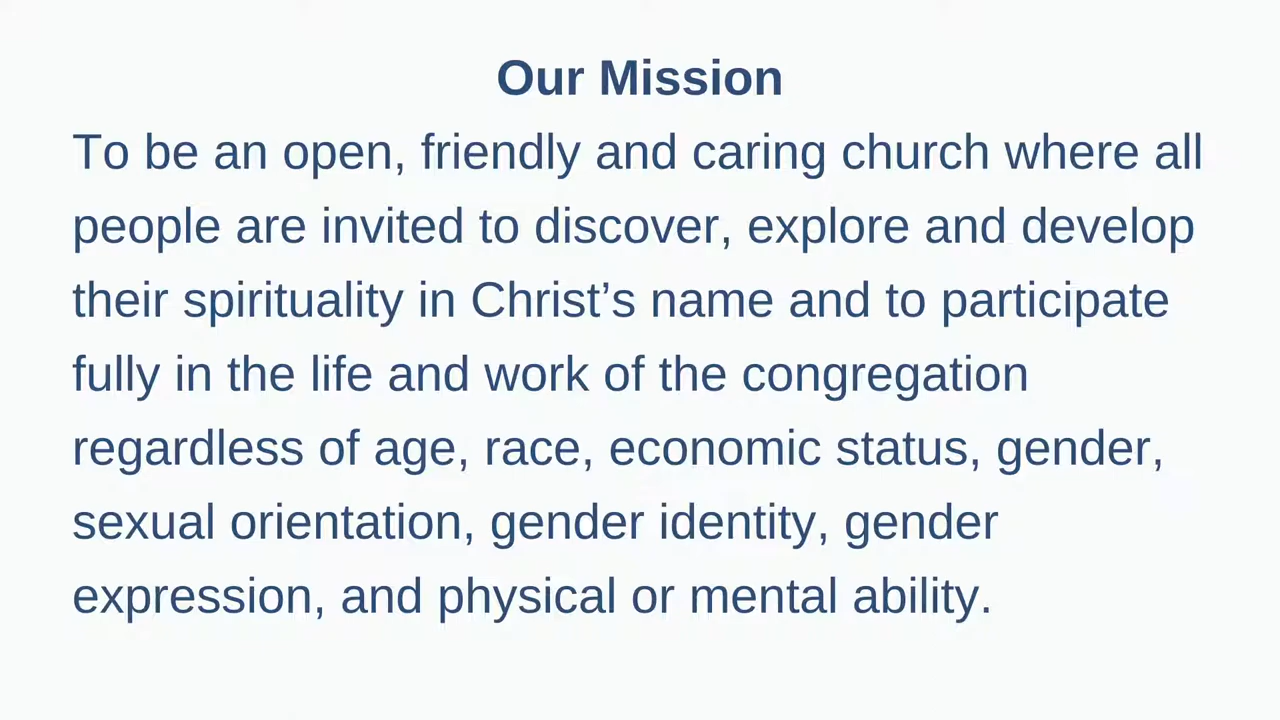 Our Mission
To be an open, friendly and caring church where all
people are invited to discover, explore and develop
their spirituality in Christ’s name and to participate
fully in the life and work of the congregation
regardless of age, race, economic status, gender,
sexual orientation, gender identity, gender
expression, and physical or mental ability.